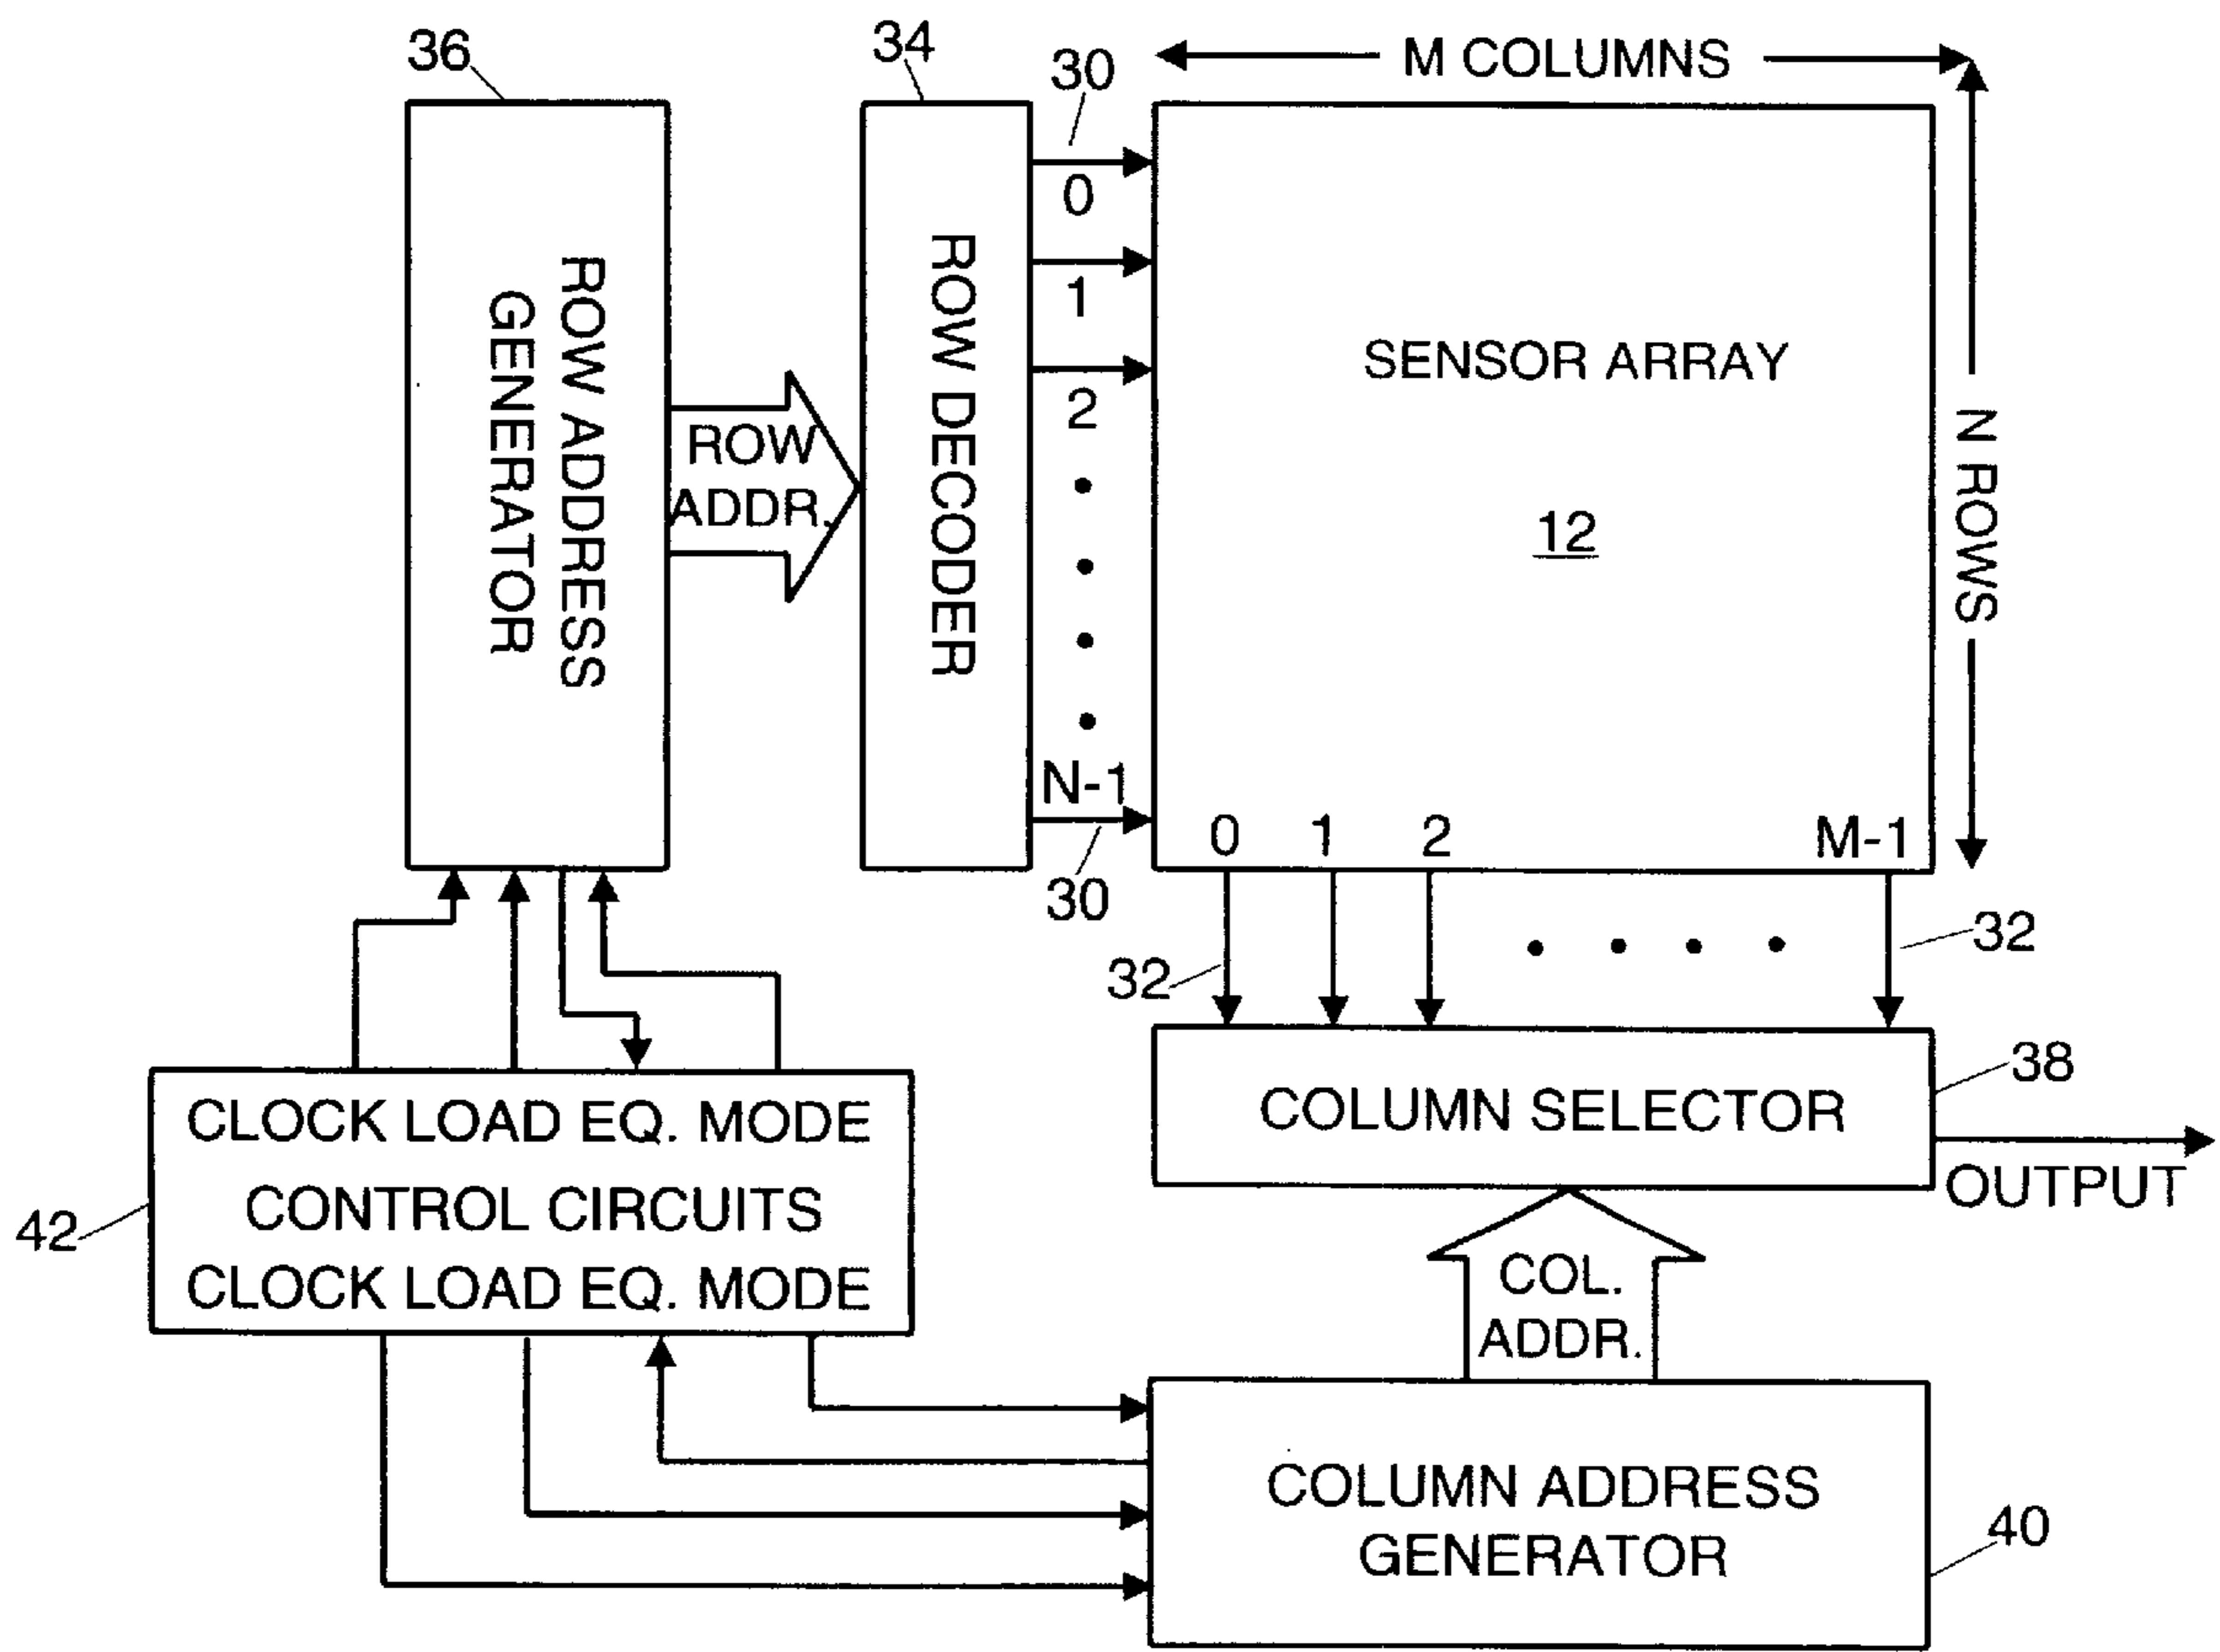 36
34
30
M COLUMNS
0
1
2
N-1
30
ROW ADDRESS
GENERATOR
ROW
ADDR.
ROW DECODER
SENSOR ARRAY
12
N ROWS
0 1 2 M-1
32
32
CLOCK LOAD EQ. MODE
CONTROL CIRCUITS
CLOCK LOAD EQ. MODE
42
COLUMN SELECTOR
38
OUTPUT
COL.
ADDR.
COLUMN ADDRESS
GENERATOR
40